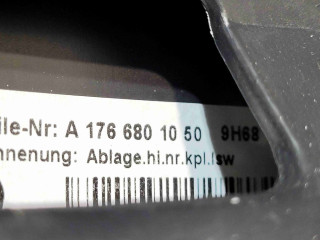 ile-Nr: A 176 680 10 50 9H68
nnenung: Ablage.hi.nr.kpl.lsw